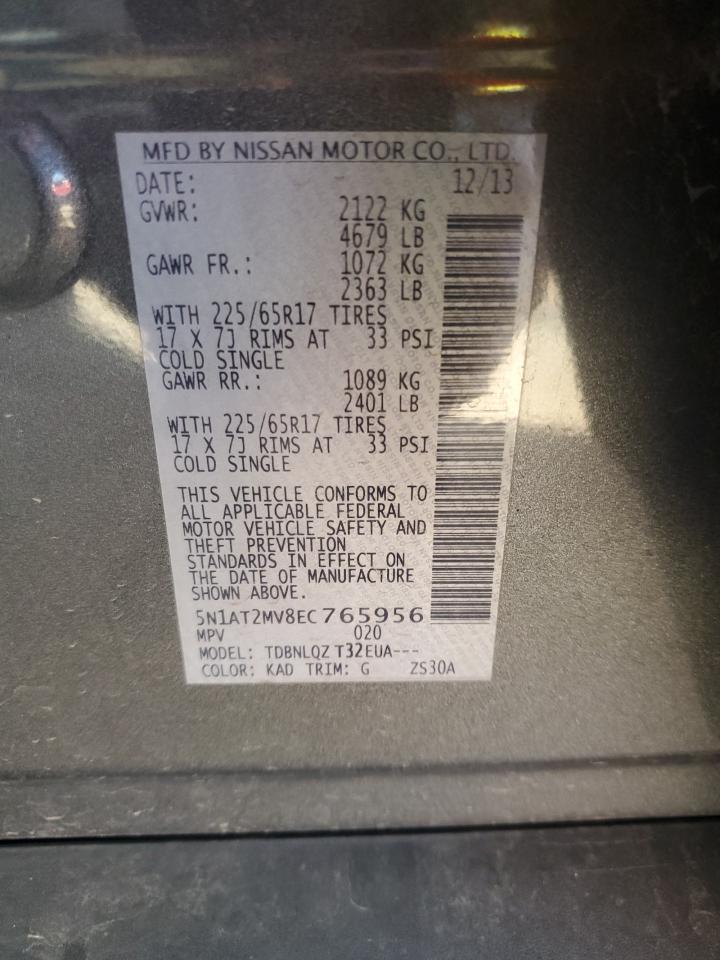 MFD BY NISSAN MOTOR CO., LTD.
DATE: 12/13
GVWR: 2122 KG
4679 LB
GAWR FR.: 1072 KG
2363 LB
WITH 225/65R17 TIRES
17 X 7J RIMS AT 33 PSI
COLD SINGLE
GAWR RR.: 1089 KG
2401 LB
WITH 225/65R17 TIRES
17 X 7J RIMS AT 33 PSI
COLD SINGLE
THIS VEHICLE CONFORMS TO
ALL APPLICABLE FEDERAL
MOTOR VEHICLE SAFETY AND
THEFT PREVENTION
STANDARDS IN EFFECT ON
THE DATE OF MANUFACTURE
SHOWN ABOVE.
5N1AT2MV8EC765956
MPV 020
MODEL: TDBNLQZ T32EUA---
COLOR: KAD TRIM: G ZS30A